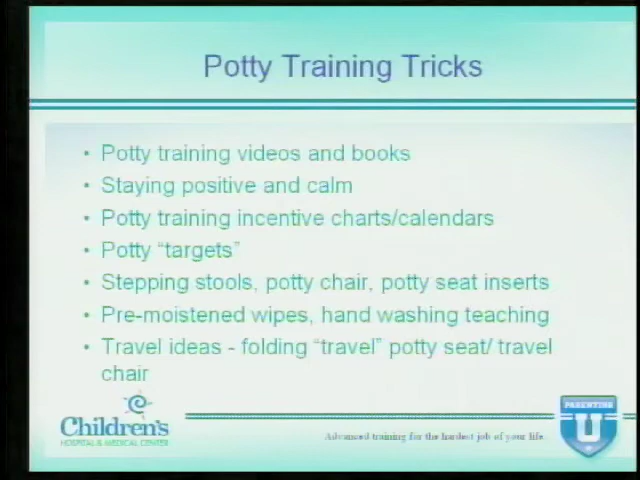 Potty Training Tricks
• Potty training videos and books
• Staying positive and calm
• Potty training incentive charts/calendars
• Potty “targets”
• Stepping stools, potty chair, potty seat inserts
• Pre-moistened wipes, hand washing teaching
• Travel ideas - folding “travel” potty seat/ travel
chair
Children's
HOSPITAL & MEDICAL CENTER
Advanced training for the hardest job of your life.
PARENTING
U